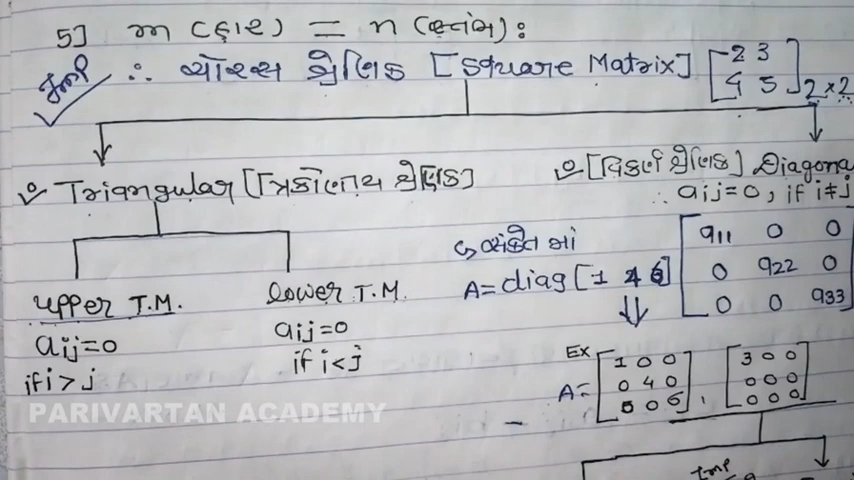 5] m (હાર) = n (સ્તંભ):
Imp ∴ ચોરસ શ્રેણિક [Square Matrix] [2 3
4 5] 2×2
Triangular [ત્રિકોણીય શ્રેણિક]
[વિકર્ણ શ્રેણિક] Diagona
∴ aij=0, if i≠j
upper T.M.
aij=0
if i > j
lower T.M.
aij=0
if i < j
સંકેત માં
A = diag [1 4 6]
[a11 0 0
0 a22 0
0 0 a33]
Ex
A = [1 0 0
0 4 0
0 0 6], [3 0 0
0 0 0
0 0 0]
Imp
PARIVARTAN ACADEMY